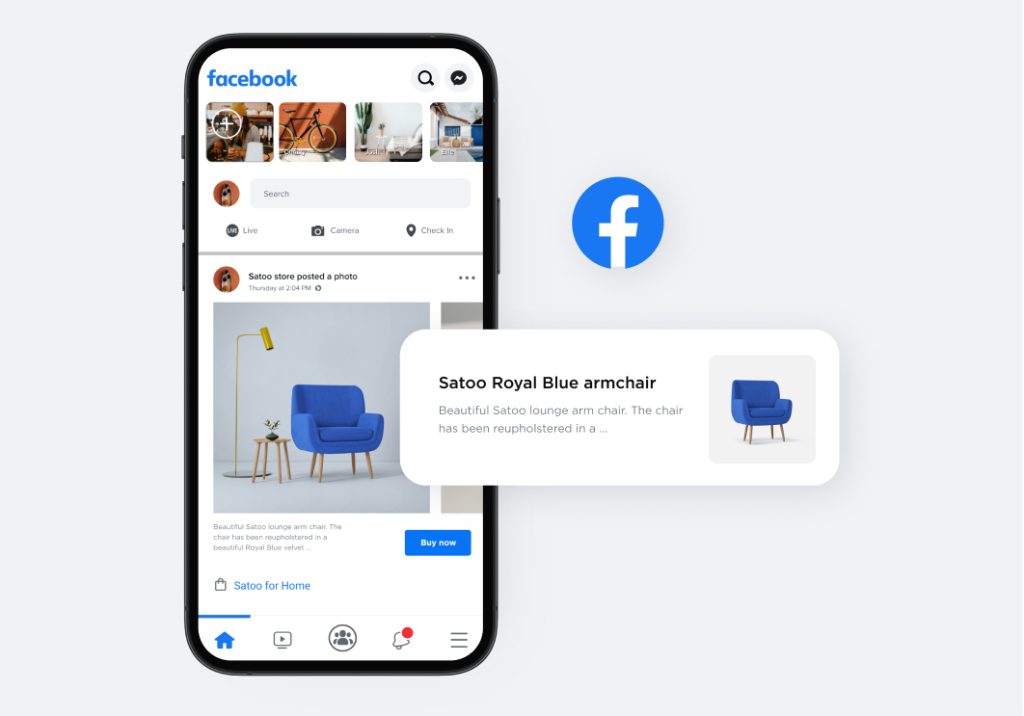 facebook
Elle
Search
LIVE Live
Camera
Check In
Satoo store posted a photo
Thursday at 2:04 PM
Satoo Royal Blue armchair
Beautiful Satoo lounge arm chair. The chair
has been reupholstered in a ...
Beautiful Satoo lounge arm chair. The
chair has been reupholstered in a
beautiful Royal Blue velvet ...
Buy now
Satoo for Home